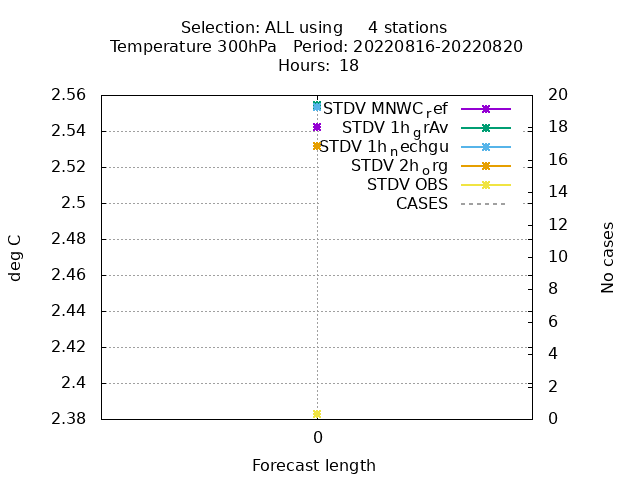 Selection: ALL using 4 stations
Temperature 300hPa Period: 20220816-20220820
Hours: 18
2.56
2.54
2.52
2.5
2.48
2.46
2.44
2.42
2.4
2.38
deg C
STDV MNWC_ref
STDV 1h_grAv
STDV 1h_nechgu
STDV 2h_org
STDV OBS
CASES
20
18
16
14
12
10
8
6
4
2
0
No cases
0
Forecast length